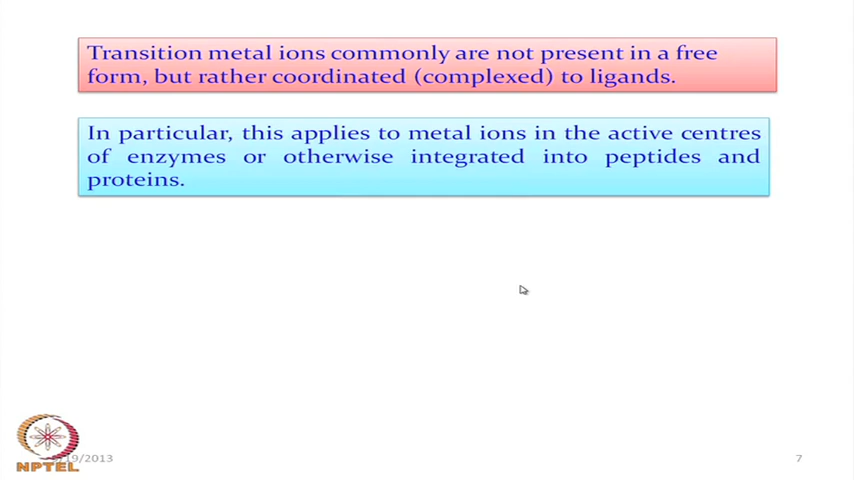 Transition metal ions commonly are not present in a free
form, but rather coordinated (complexed) to ligands.
In particular, this applies to metal ions in the active centres
of enzymes or otherwise integrated into peptides and
proteins.
/19/2013
7
NPTEL